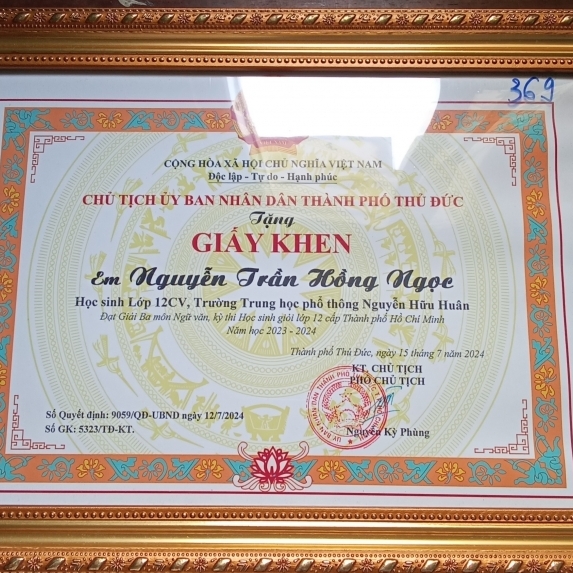 369
CỘNG HÒA XÃ HỘI CHỦ NGHĨA VIỆT NAM
Độc lập - Tự do - Hạnh phúc
CHỦ TỊCH ỦY BAN NHÂN DÂN THÀNH PHỐ THỦ ĐỨC
Tặng
GIẤY KHEN
Em Nguyễn Trần Hồng Ngọc
Học sinh Lớp 12CV, Trường Trung học phổ thông Nguyễn Hữu Huân
Đạt Giải Ba môn Ngữ văn, kỳ thi Học sinh giỏi lớp 12 cấp Thành phố Hồ Chí Minh
Năm học 2023 - 2024
Thành phố Thủ Đức, ngày 15 tháng 7 năm 2024
KT. CHỦ TỊCH
PHÓ CHỦ TỊCH
Số Quyết định: 9059/QĐ-UBND ngày 12/7/2024
Số GK: 5323/TĐ-KT.
Nguyễn Kỳ Phùng